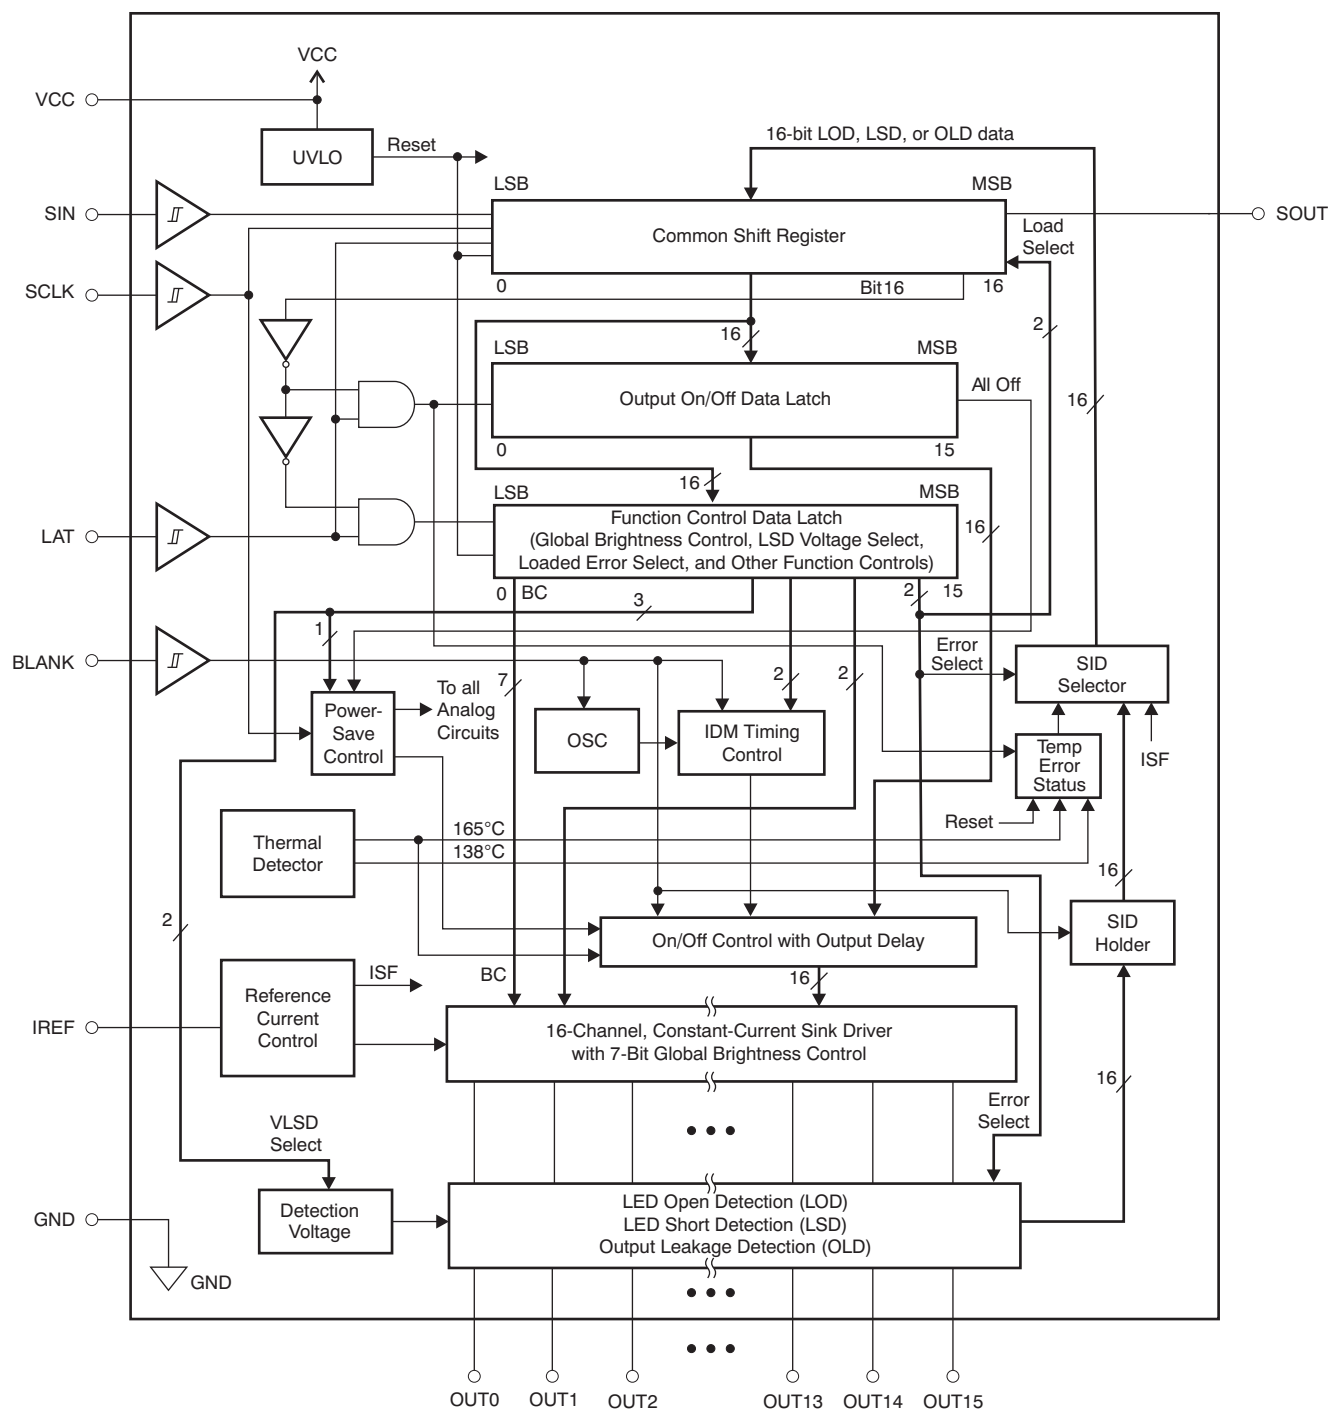 VCC
VCC
UVLO
Reset
16-bit LOD, LSD, or OLD data
LSB
MSB
SIN
SOUT
Common Shift Register
Load
Select
SCLK
0
Bit16
16
2
16
LSB
MSB
Output On/Off Data Latch
All Off
16
0
15
16
LSB
MSB
LAT
Function Control Data Latch
(Global Brightness Control, LSD Voltage Select,
Loaded Error Select, and Other Function Controls)
16
0
BC
2
15
3
1
BLANK
Error
Select
SID
Selector
7
2
2
To all
Analog
Circuits
Power-
Save
Control
OSC
IDM Timing
Control
Temp
Error
Status
ISF
Reset
Thermal
Detector
165°C
138°C
16
2
On/Off Control with Output Delay
SID
Holder
ISF
BC
16
IREF
Reference
Current
Control
16-Channel, Constant-Current Sink Driver
with 7-Bit Global Brightness Control
16
Error
Select
VLSD
Select
GND
Detection
Voltage
LED Open Detection (LOD)
LED Short Detection (LSD)
Output Leakage Detection (OLD)
GND
OUT0
OUT1
OUT2
OUT13
OUT14
OUT15